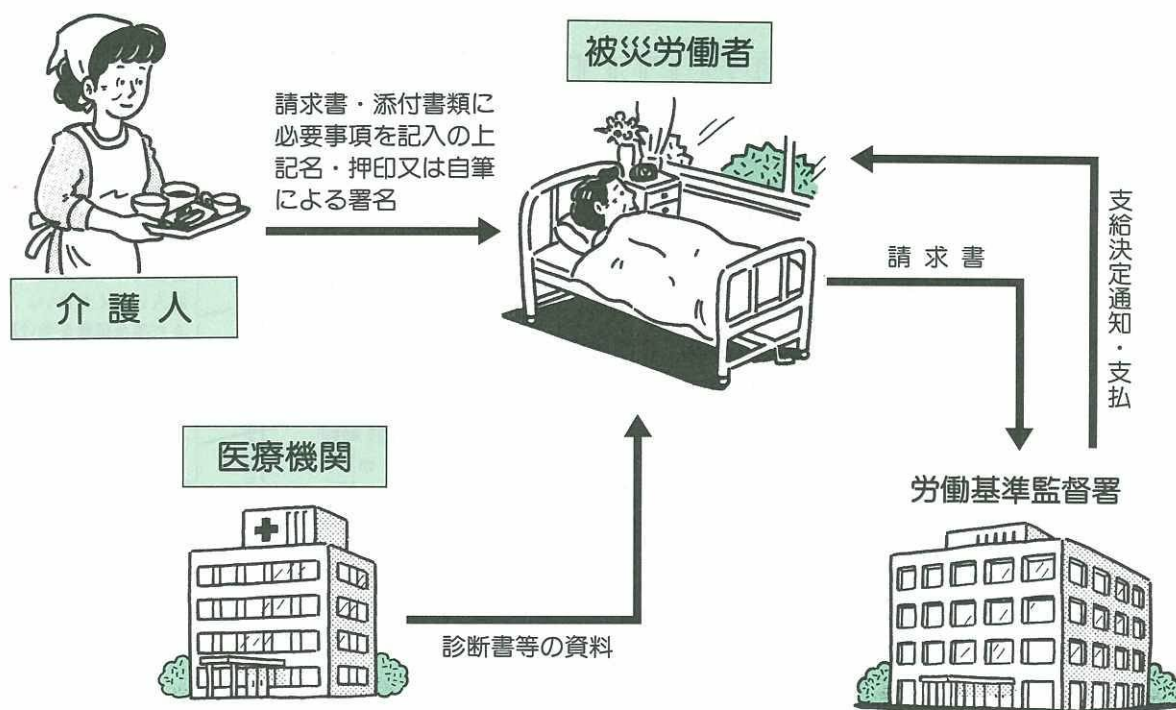 被災労働者
請求書・添付書類に
必要事項を記入の上
記名・押印又は自筆
による署名
介護人
請求書
支給決定通知・支払
医療機関
労働基準監督署
診断書等の資料